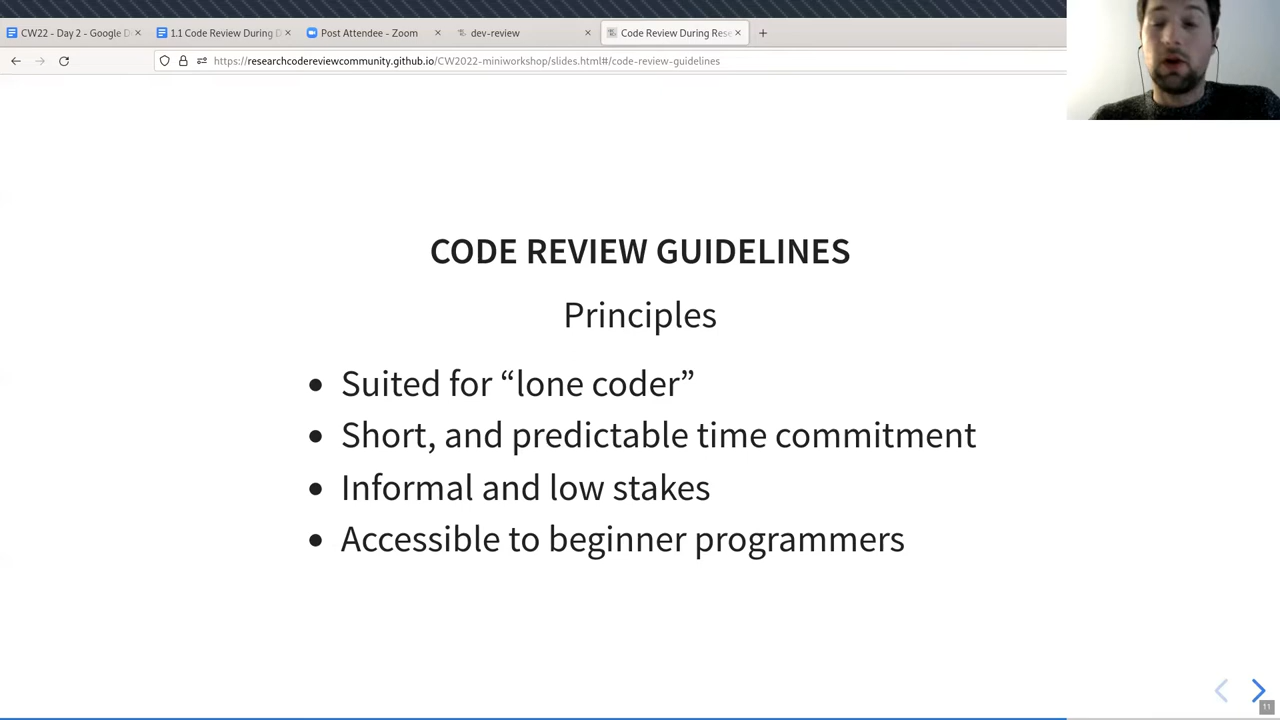 CW22 - Day 2 - Google D
1.1 Code Review During D
Post Attendee - Zoom
dev-review
Code Review During Rese
https://researchcodereviewcommunity.github.io/CW2022-miniworkshop/slides.html#/code-review-guidelines
CODE REVIEW GUIDELINES
Principles
• Suited for “lone coder”
• Short, and predictable time commitment
• Informal and low stakes
• Accessible to beginner programmers
11